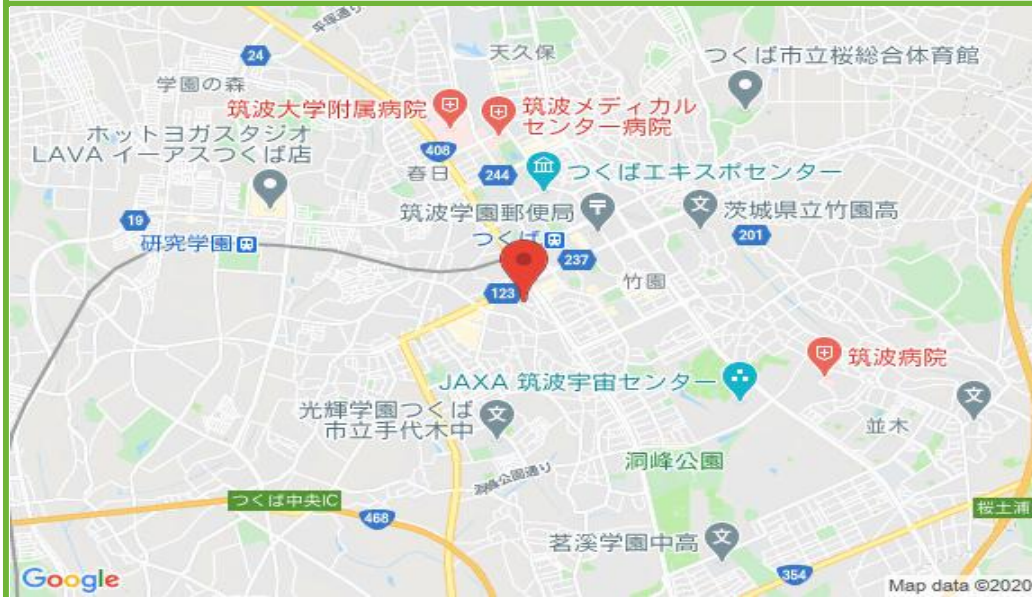 平塚通り
天久保
つくば市立桜総合体育館
24
学園の森
筑波大学附属病院
筑波メディカル
センター病院
ホットヨガスタジオ
LAVA イーアスつくば店
408
春日
244
つくばエキスポセンター
筑波学園郵便局
茨城県立竹園高
19
研究学園
つくば
201
237
竹園
123
筑波病院
JAXA 筑波宇宙センター
光輝学園つくば
市立手代木中
並木
洞峰公園
洞峰公園通り
つくば中央IC
468
桜土浦
茗溪学園中高
354
Google
Map data ©2020